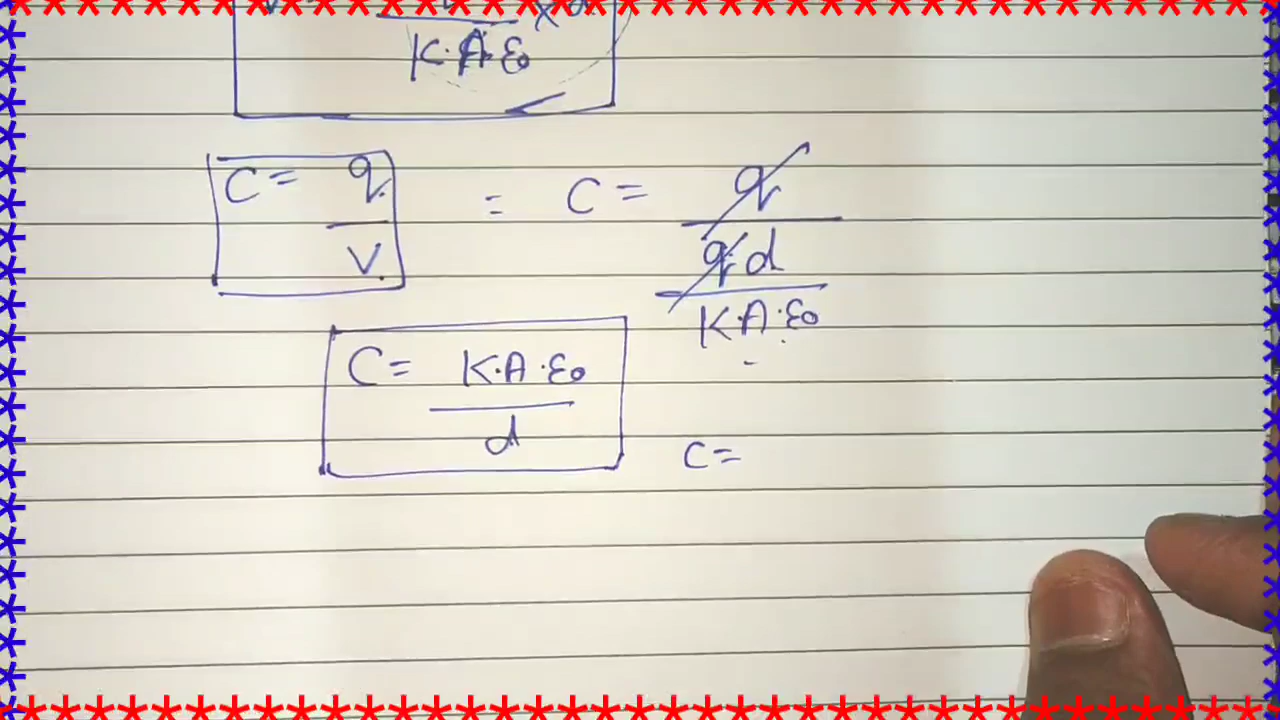 K·A·ε₀ ×
C = q/V = C = q/(qd/K·A·ε₀)
C = K·A·ε₀/d
C =